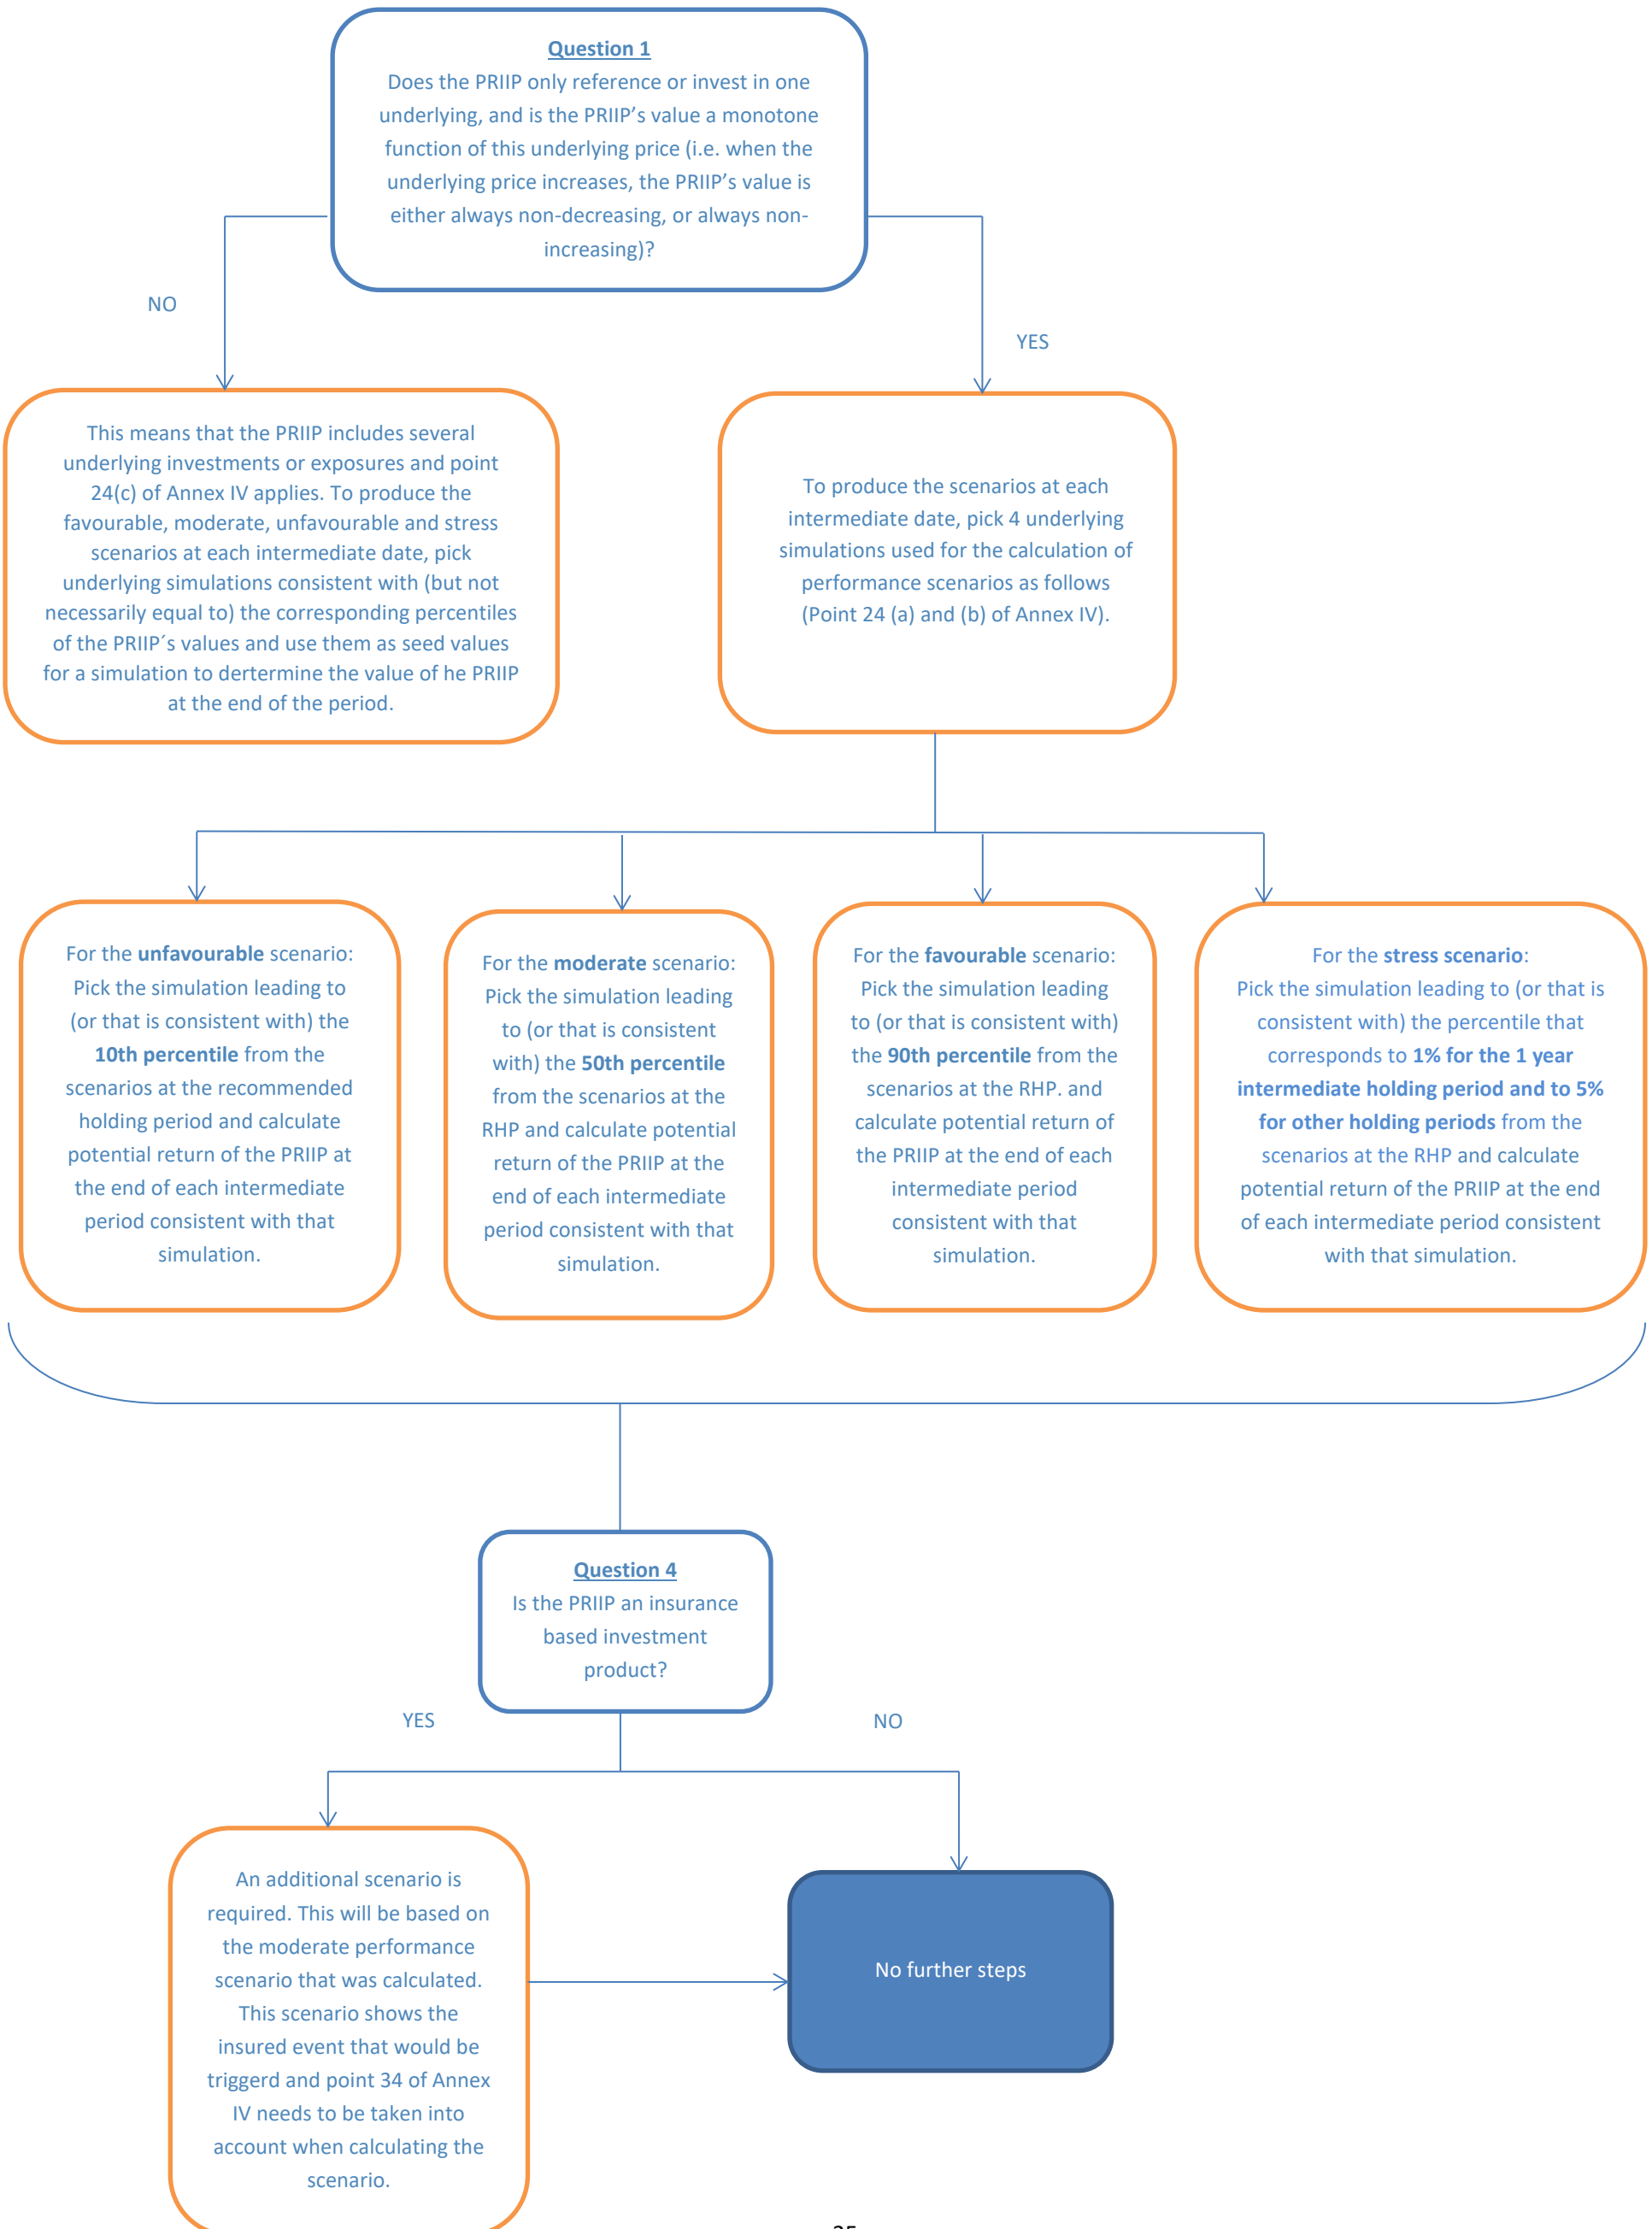 Question 1
Does the PRIIP only reference or invest in one
underlying, and is the PRIIP’s value a monotone
function of this underlying price (i.e. when the
underlying price increases, the PRIIP’s value is
either always non-decreasing, or always non-
increasing)?
NO
YES
This means that the PRIIP includes several
underlying investments or exposures and point
24(c) of Annex IV applies. To produce the
favourable, moderate, unfavourable and stress
scenarios at each intermediate date, pick
underlying simulations consistent with (but not
necessarily equal to) the corresponding percentiles
of the PRIIP´s values and use them as seed values
for a simulation to dertermine the value of he PRIIP
at the end of the period.
To produce the scenarios at each
intermediate date, pick 4 underlying
simulations used for the calculation of
performance scenarios as follows
(Point 24 (a) and (b) of Annex IV).
For the unfavourable scenario:
Pick the simulation leading to
(or that is consistent with) the
10th percentile from the
scenarios at the recommended
holding period and calculate
potential return of the PRIIP at
the end of each intermediate
period consistent with that
simulation.
For the moderate scenario:
Pick the simulation leading
to (or that is consistent
with) the 50th percentile
from the scenarios at the
RHP and calculate potential
return of the PRIIP at the
end of each intermediate
period consistent with that
simulation.
For the favourable scenario:
Pick the simulation leading
to (or that is consistent with)
the 90th percentile from the
scenarios at the RHP. and
calculate potential return of
the PRIIP at the end of each
intermediate period
consistent with that
simulation.
For the stress scenario:
Pick the simulation leading to (or that is
consistent with) the percentile that
corresponds to 1% for the 1 year
intermediate holding period and to 5%
for other holding periods from the
scenarios at the RHP and calculate
potential return of the PRIIP at the end
of each intermediate period consistent
with that simulation.
Question 4
Is the PRIIP an insurance
based investment
product?
YES
NO
An additional scenario is
required. This will be based on
the moderate performance
scenario that was calculated.
This scenario shows the
insured event that would be
triggerd and point 34 of Annex
IV needs to be taken into
account when calculating the
scenario.
No further steps